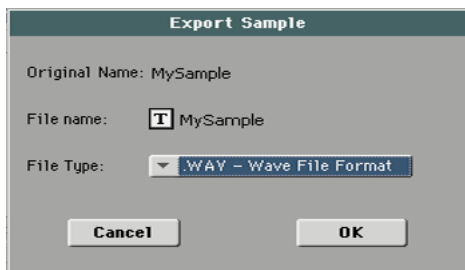 Export Sample
Original Name: MySample
File name: T MySample
File Type: .WAV – Wave File Format
Cancel OK